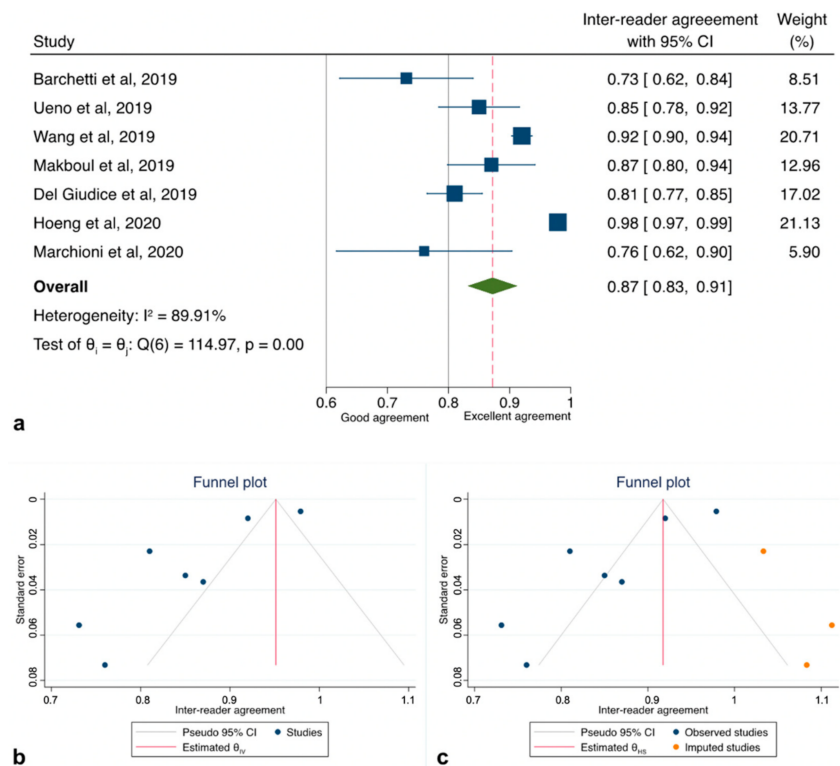 Inter-reader agreeement Weight
Study with 95% CI (%)
Barchetti et al, 2019 0.73 [ 0.62, 0.84] 8.51
Ueno et al, 2019 0.85 [ 0.78, 0.92] 13.77
Wang et al, 2019 0.92 [ 0.90, 0.94] 20.71
Makboul et al, 2019 0.87 [ 0.80, 0.94] 12.96
Del Giudice et al, 2019 0.81 [ 0.77, 0.85] 17.02
Hoeng et al, 2020 0.98 [ 0.97, 0.99] 21.13
Marchioni et al, 2020 0.76 [ 0.62, 0.90] 5.90
Overall 0.87 [ 0.83, 0.91]
Heterogeneity: I² = 89.91%
Test of θi = θj: Q(6) = 114.97, p = 0.00
0.6 0.7 0.8 0.9 1
Good agreement Excellent agreement
a
Funnel plot
Standard error
0
0.02
0.04
0.06
0.08
0.7 0.8 0.9 1 1.1
Inter-reader agreement
Pseudo 95% CI Studies
Estimated θIV
b
Funnel plot
Standard error
0
0.02
0.04
0.06
0.08
0.7 0.8 0.9 1 1.1
Inter-reader agreement
Pseudo 95% CI Observed studies
Estimated θHS Imputed studies
c